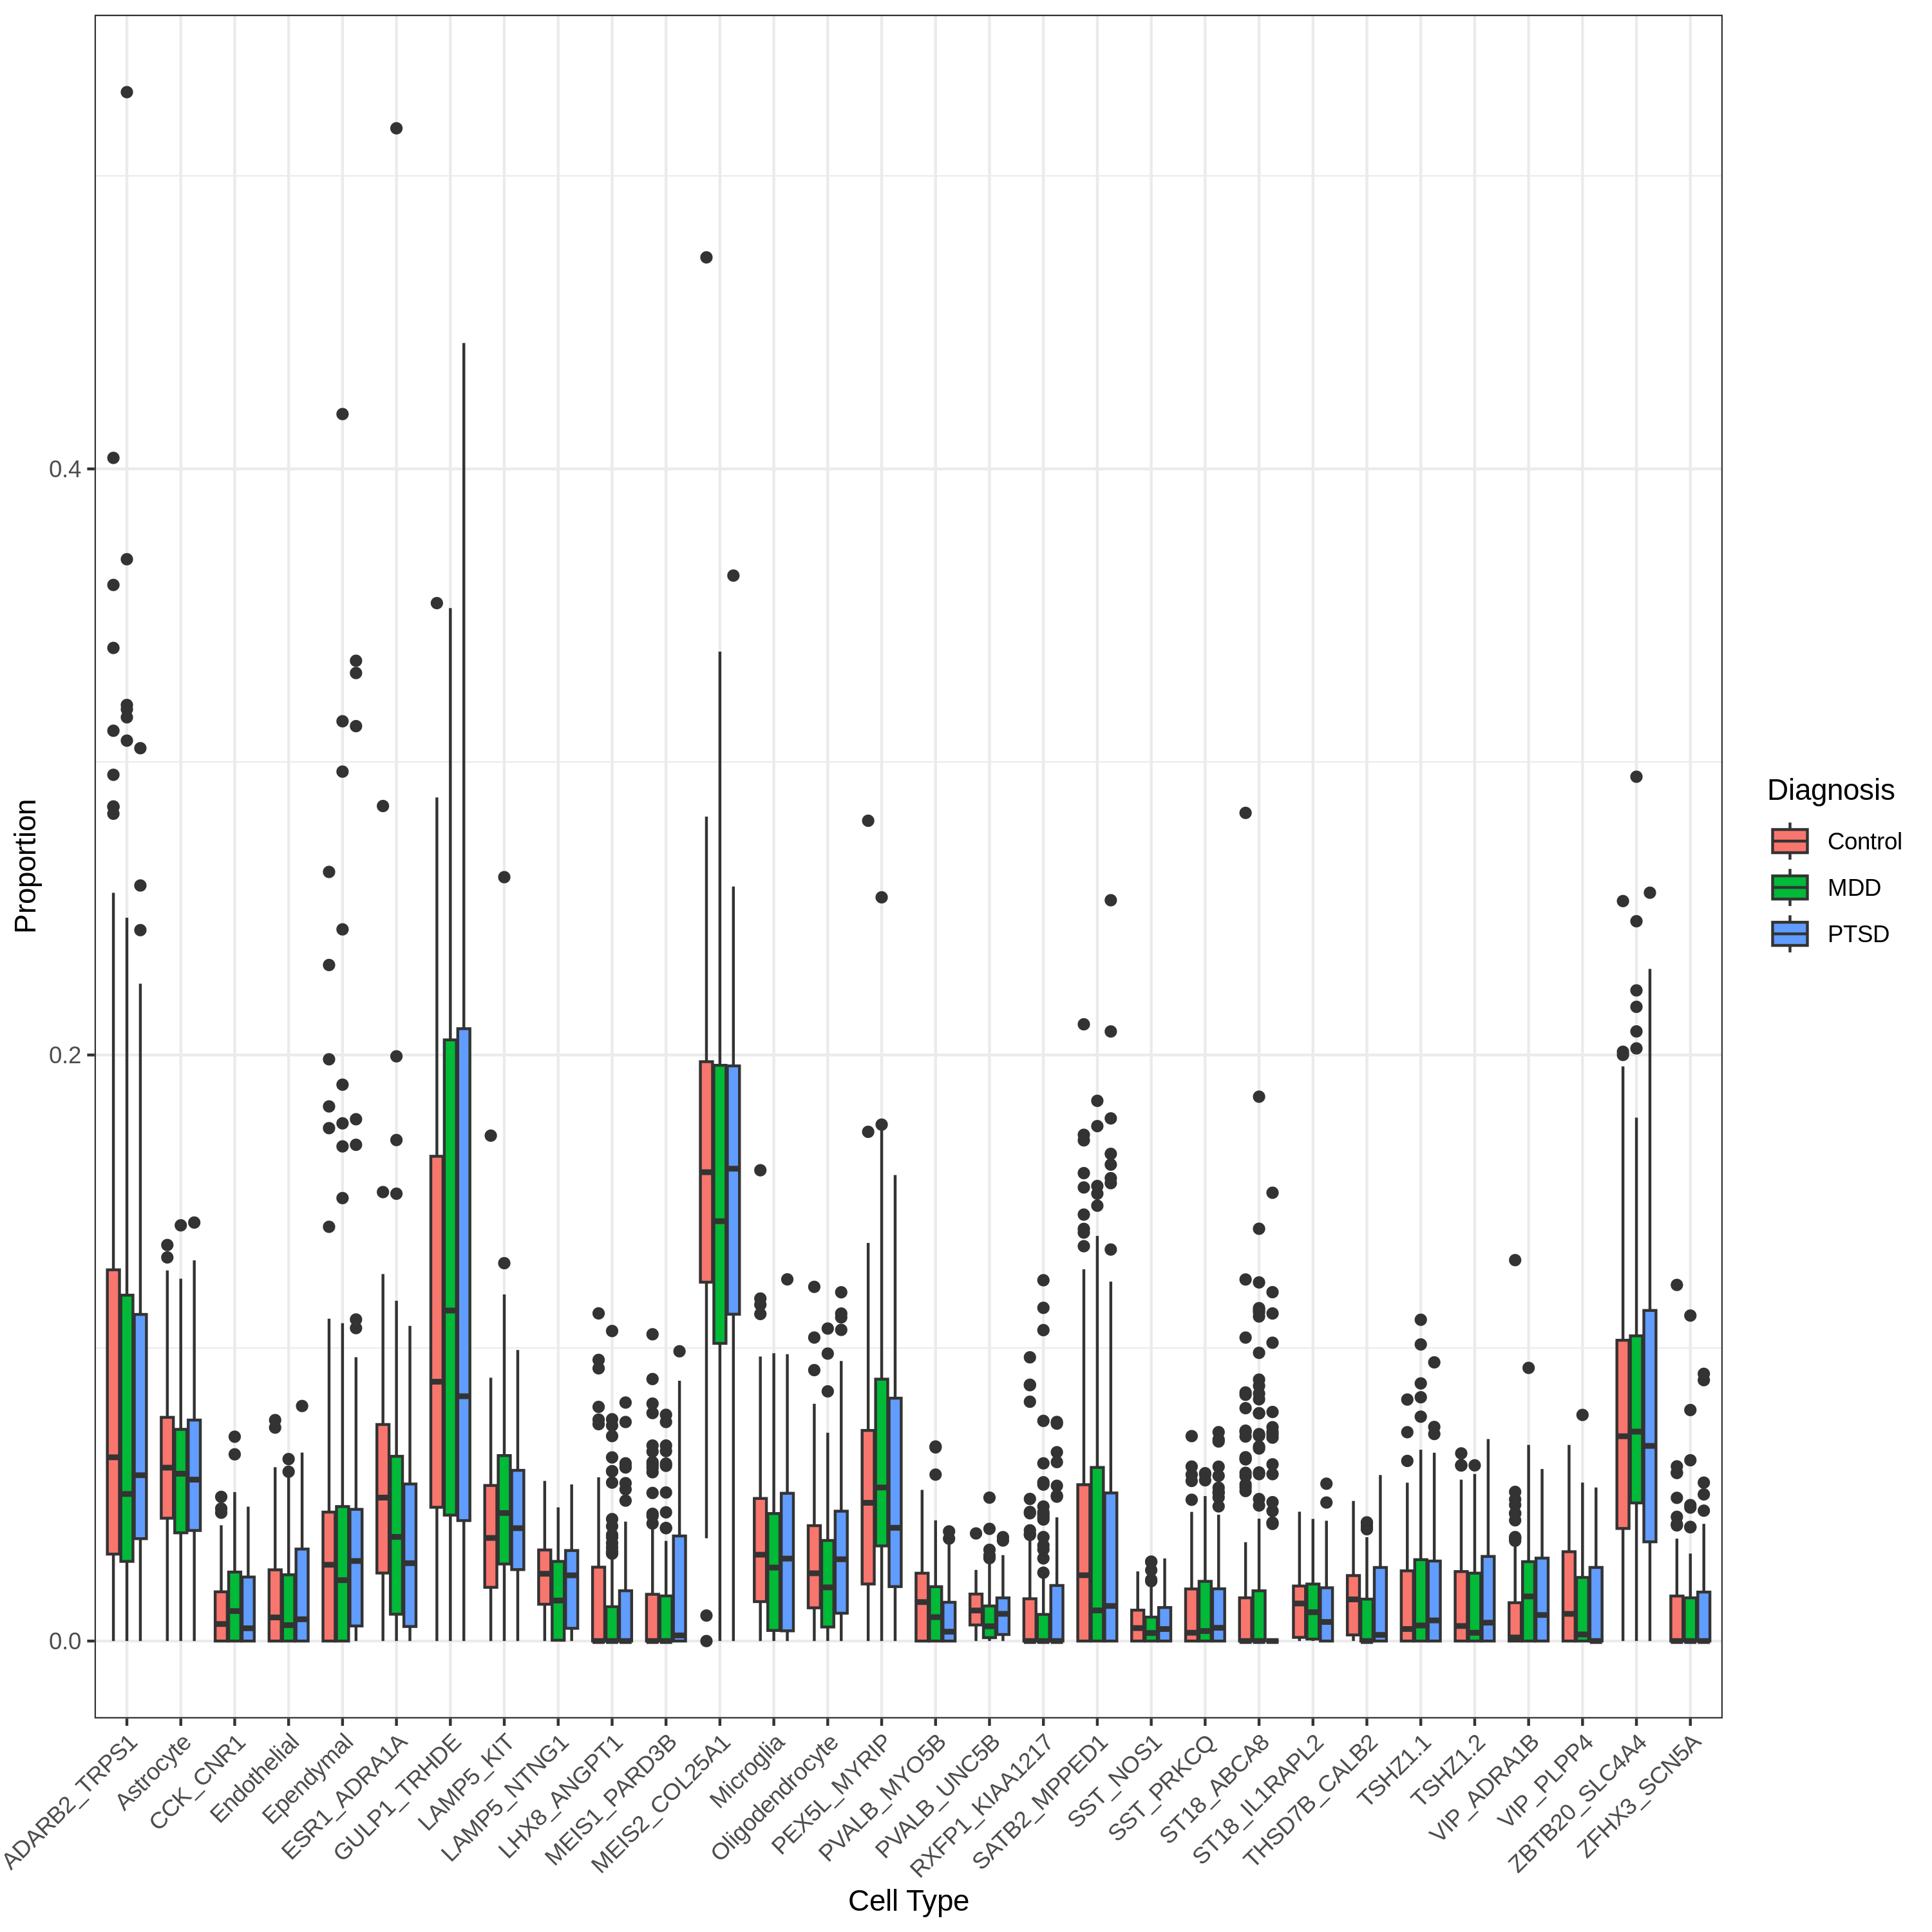 Proportion
0.4
0.2
0.0
ADARB2_TRPS1
Astrocyte
CCK_CNR1
Endothelial
Ependymal
ESR1_ADRA1A
GULP1_TRHDE
LAMP5_KIT
LAMP5_NTNG1
LHX8_ANGPT1
MEIS1_PARD3B
MEIS2_COL25A1
Microglia
Oligodendrocyte
PEX5L_MYRIP
PVALB_MYO5B
PVALB_UNC5B
RXFP1_KIAA1217
SATB2_MPPED1
SST_NOS1
SST_PRKCQ
ST18_ABCA8
ST18_IL1RAPL2
THSD7B_CALB2
TSHZ1.1
TSHZ1.2
VIP_ADRA1B
VIP_PLPP4
ZBTB20_SLC4A4
ZFHX3_SCN5A
Cell Type
Diagnosis
Control
MDD
PTSD